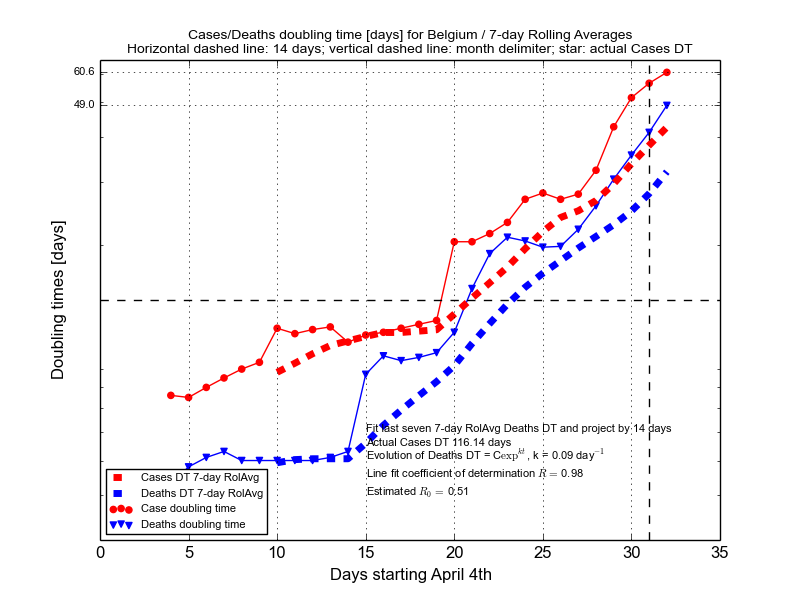 Cases/Deaths doubling time [days] for Belgium / 7-day Rolling Averages
Horizontal dashed line: 14 days; vertical dashed line: month delimiter; star: actual Cases DT
60.6
49.0
Doubling times [days]
Fit last seven 7-day RolAvg Deaths DT and project by 14 days
Actual Cases DT 116.14 days
Evolution of Deaths DT = C exp^{kt}, k = 0.09 day^{-1}
Line fit coefficient of determination R = 0.98
Estimated R_0 = 0.51
Cases DT 7-day RolAvg
Deaths DT 7-day RolAvg
Case doubling time
Deaths doubling time
0 5 10 15 20 25 30 35
Days starting April 4th